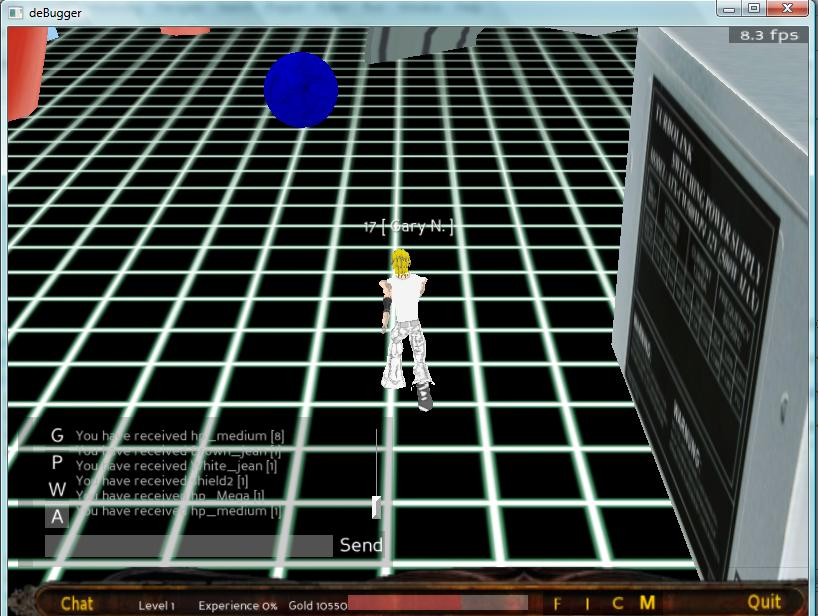 deBugger
8.3 fps
17 [ Gary N. ]
WARNING
G You have received hp_medium [8]
You have received Brown_jean [1]
P You have received White_jean [1]
You have received Shield2 [1]
W You have received hp_Mega [1]
A You have received hp_medium [1]
Send
Chat Level 1 Experience 0% Gold 10550 F I C M Quit